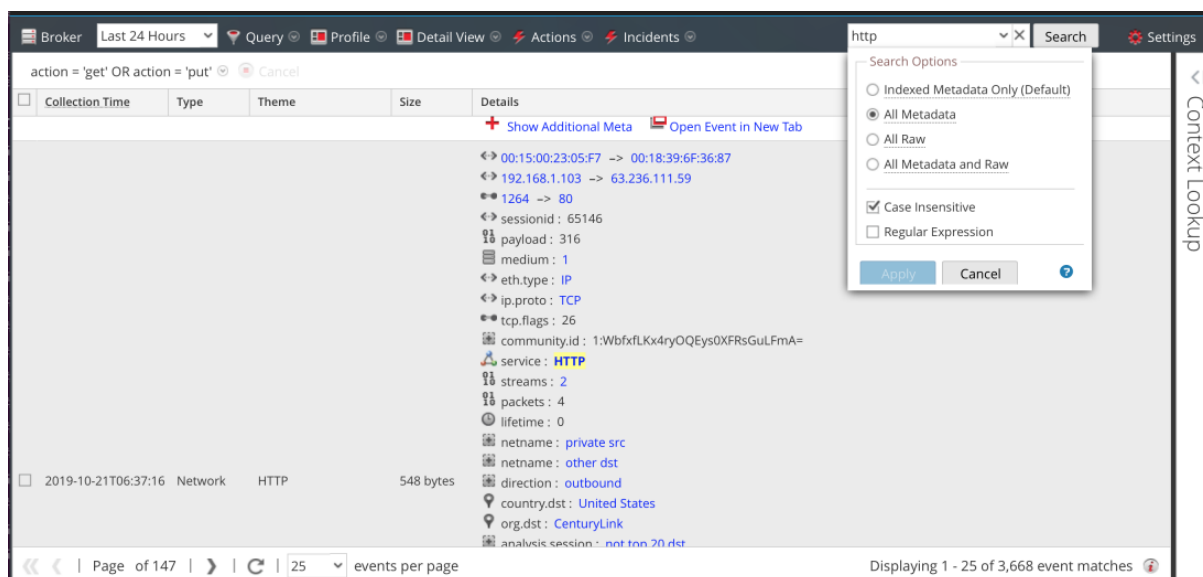 Broker Last 24 Hours Query Profile Detail View Actions Incidents http Search Settings
action = 'get' OR action = 'put' Cancel
Search Options
Indexed Metadata Only (Default)
All Metadata
All Raw
All Metadata and Raw
Case Insensitive
Regular Expression
Apply Cancel
Context Lookup
Collection Time Type Theme Size Details
Show Additional Meta Open Event in New Tab
00:15:00:23:05:F7 -> 00:18:39:6F:36:87
192.168.1.103 -> 63.236.111.59
1264 -> 80
sessionid : 65146
payload : 316
medium : 1
eth.type : IP
ip.proto : TCP
tcp.flags : 26
community.id : 1:WbfxfLKx4ryOQEys0XFRsGuLFmA=
service : HTTP
streams : 2
packets : 4
lifetime : 0
netname : private src
netname : other dst
2019-10-21T06:37:16 Network HTTP 548 bytes direction : outbound
country.dst : United States
org.dst : CenturyLink
analysis session : not top 20 dst
Page of 147 | 25 events per page Displaying 1 - 25 of 3,668 event matches